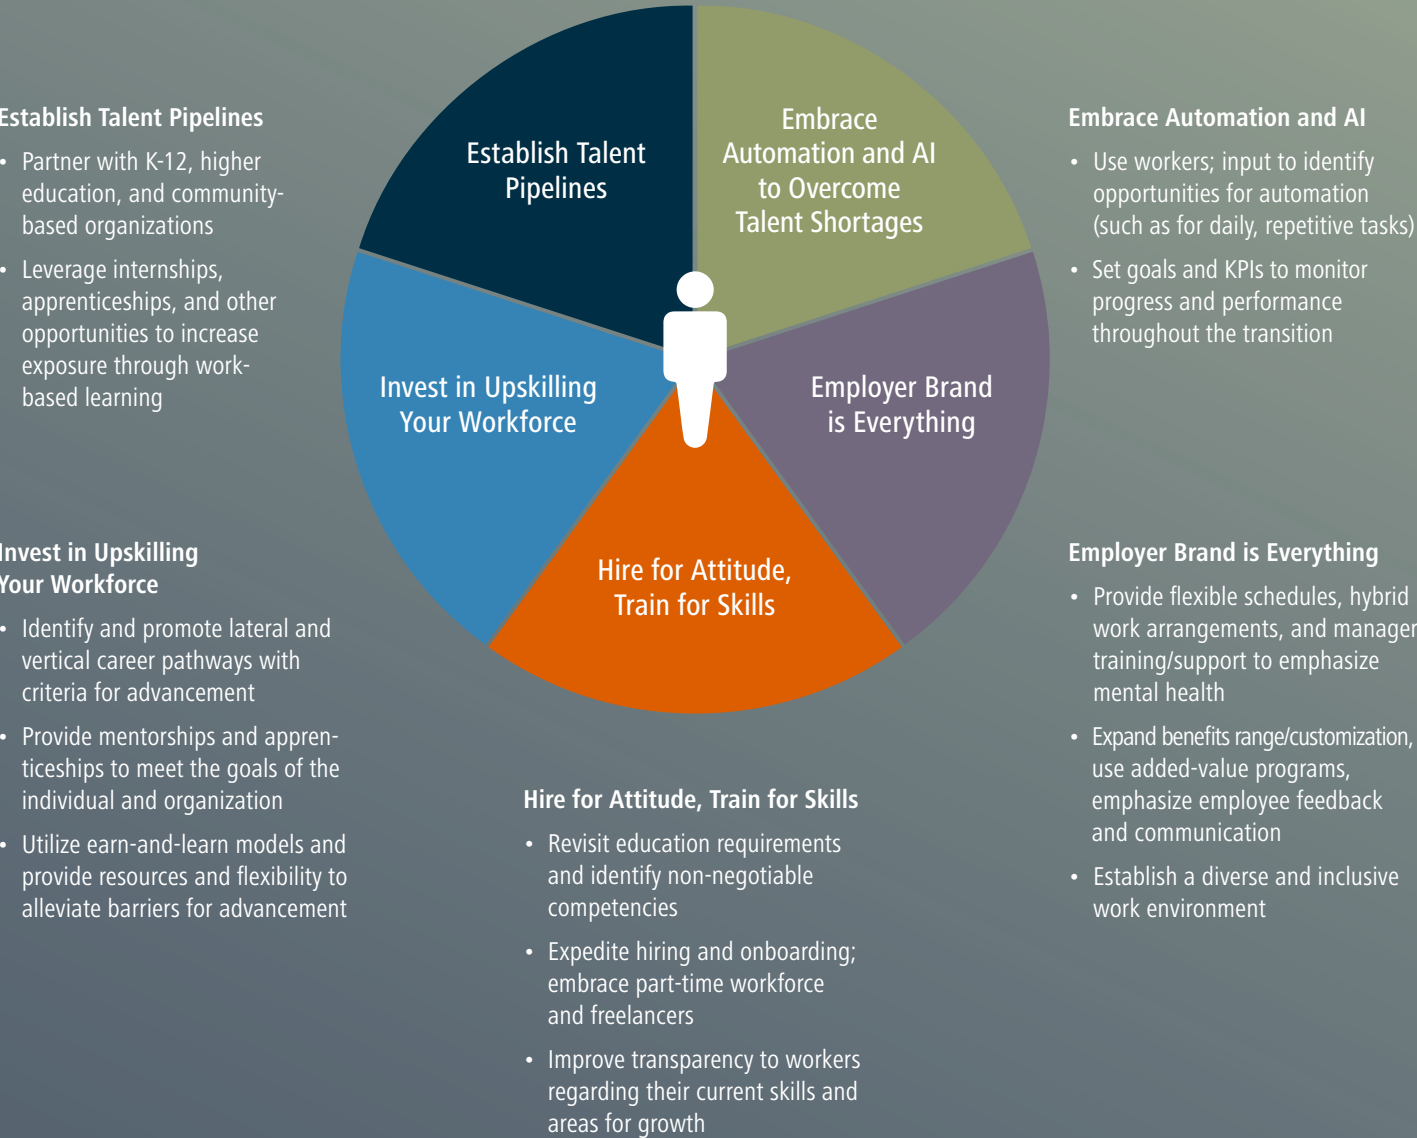 Establish Talent
Pipelines
Embrace
Automation and AI
to Overcome
Talent Shortages
Invest in Upskilling
Your Workforce
Employer Brand
is Everything
Hire for Attitude,
Train for Skills
Establish Talent Pipelines
• Partner with K-12, higher
education, and community-
based organizations
• Leverage internships,
apprenticeships, and other
opportunities to increase
exposure through work-
based learning
Invest in Upskilling
Your Workforce
• Identify and promote lateral and
vertical career pathways with
criteria for advancement
• Provide mentorships and appren-
ticeships to meet the goals of the
individual and organization
• Utilize earn-and-learn models and
provide resources and flexibility to
alleviate barriers for advancement
Hire for Attitude, Train for Skills
• Revisit education requirements
and identify non-negotiable
competencies
• Expedite hiring and onboarding;
embrace part-time workforce
and freelancers
• Improve transparency to workers
regarding their current skills and
areas for growth
Embrace Automation and AI
• Use workers; input to identify
opportunities for automation
(such as for daily, repetitive tasks)
• Set goals and KPIs to monitor
progress and performance
throughout the transition
Employer Brand is Everything
• Provide flexible schedules, hybrid
work arrangements, and manager
training/support to emphasize
mental health
• Expand benefits range/customization,
use added-value programs,
emphasize employee feedback
and communication
• Establish a diverse and inclusive
work environment